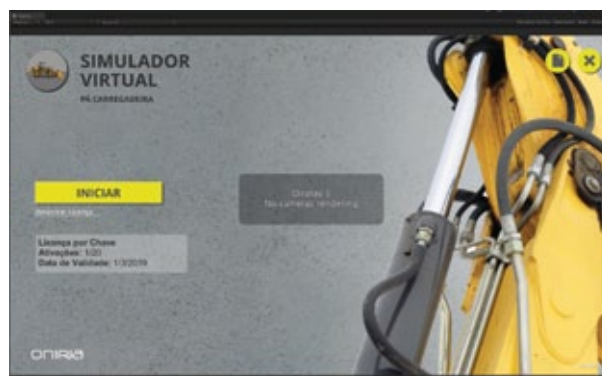 SIMULADOR
VIRTUAL
PÁ CARREGADEIRA
INICIAR
Licença por Chave
Ativações: 1/20
Data de Validade: 1/3/2019
Display 1
No cameras rendering
ONIRIA